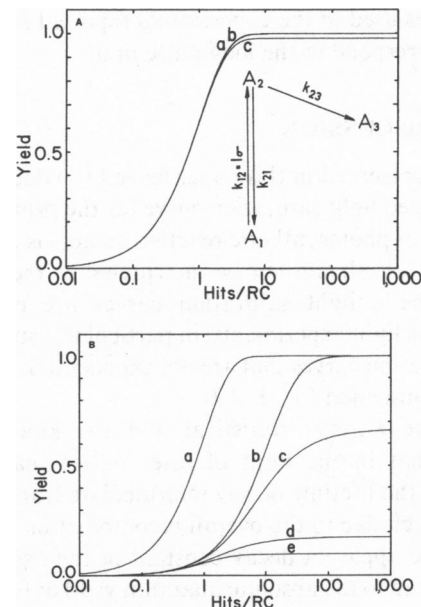 A
1.0
a b c
A₂
k₂₃
A₃
k₁₂=Iσ
k₂₁
A₁
0.5
0.0
Yield
0.01 0.1 1 10 100 1,000
Hits/RC
B
1.0
a b c
d
e
0.5
0.0
Yield
0.01 0.1 1 10 100 1,000
Hits/RC